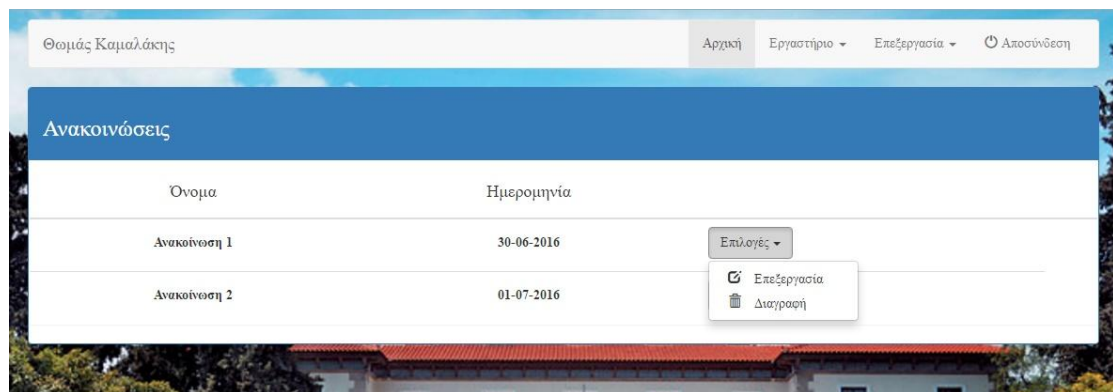 Θωμάς Καμαλάκης Αρχική Εργαστήριο Επεξεργασία Αποσύνδεση
Ανακοινώσεις
Όνομα Ημερομηνία
Ανακοίνωση 1 30-06-2016 Επιλογές
Επεξεργασία
Ανακοίνωση 2 01-07-2016
Διαγραφή